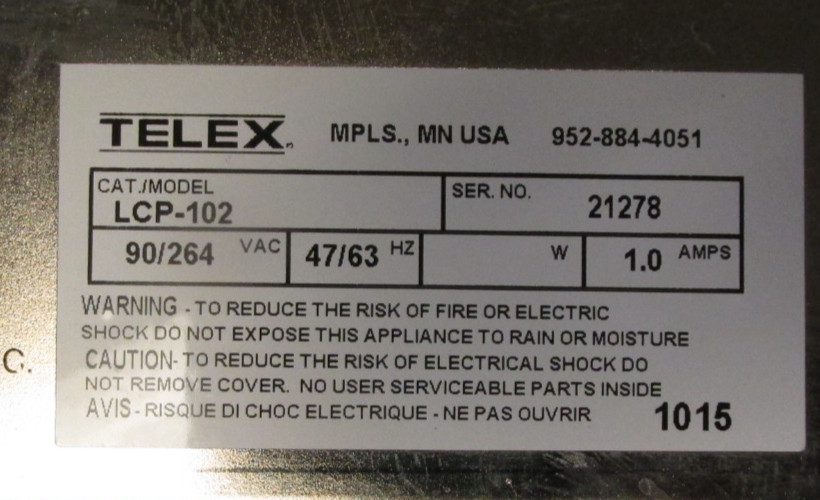 TELEX MPLS., MN USA 952-884-4051
CAT./MODEL SER. NO.
LCP-102 21278
90/264 VAC 47/63 HZ W 1.0 AMPS
WARNING - TO REDUCE THE RISK OF FIRE OR ELECTRIC
SHOCK DO NOT EXPOSE THIS APPLIANCE TO RAIN OR MOISTURE
C. CAUTION- TO REDUCE THE RISK OF ELECTRICAL SHOCK DO
NOT REMOVE COVER. NO USER SERVICEABLE PARTS INSIDE
AVIS - RISQUE DI CHOC ELECTRIQUE - NE PAS OUVRIR 1015